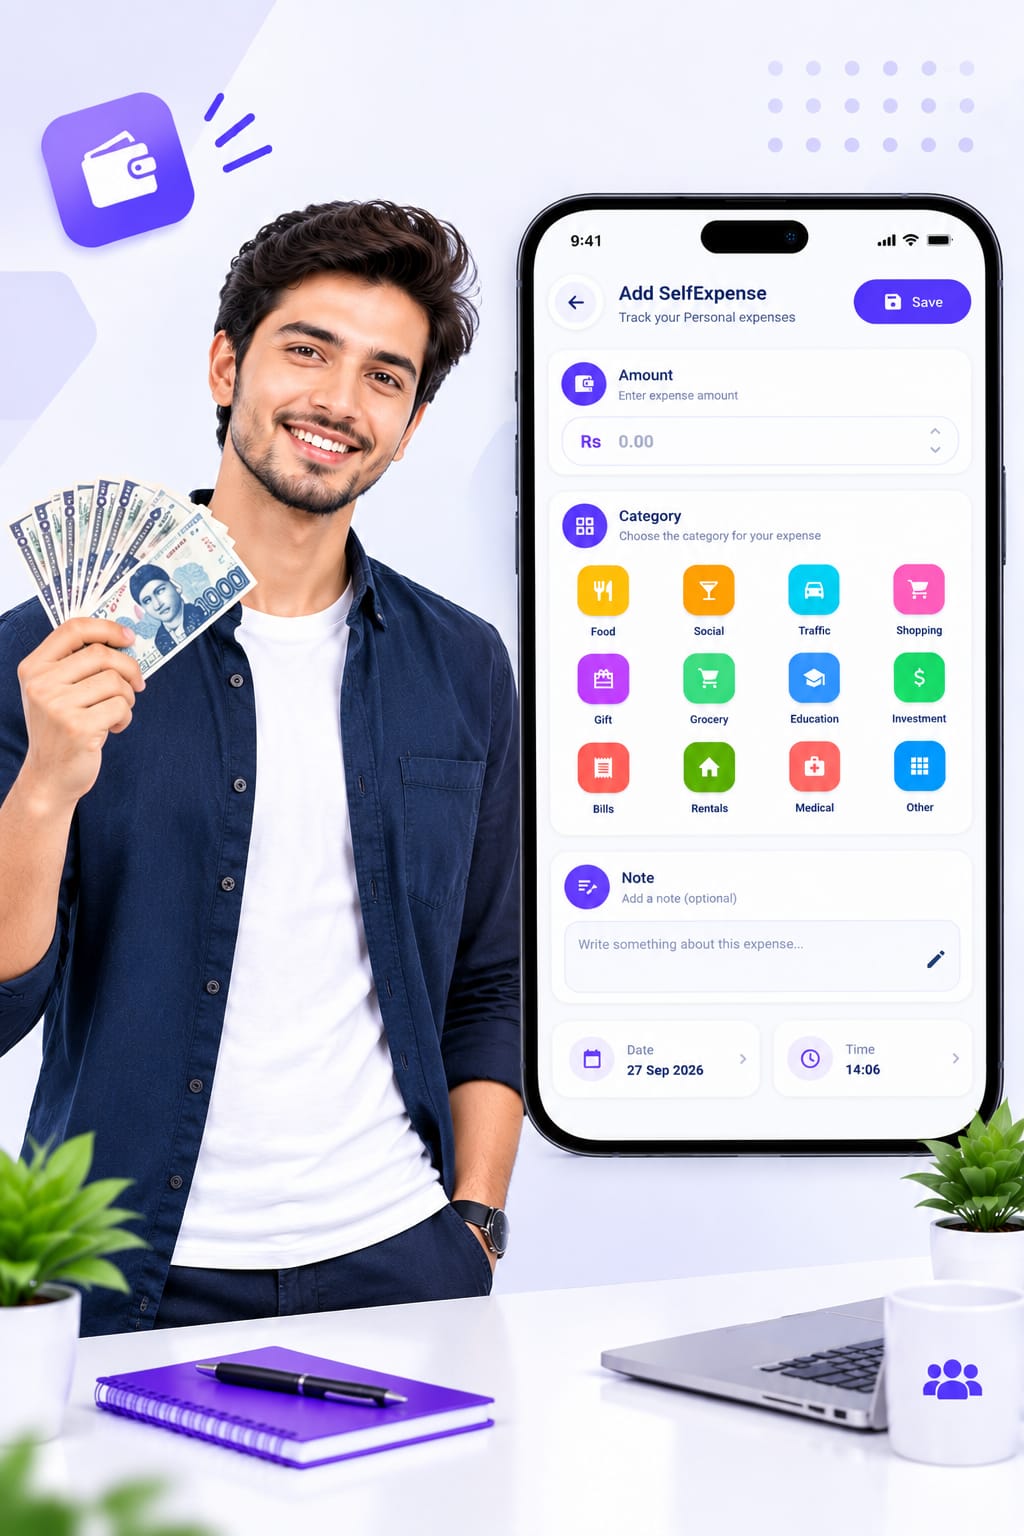 9:41
Add SelfExpense
Track your Personal expenses
Save
Amount
Enter expense amount
Rs 0.00
Category
Choose the category for your expense
Food Social Traffic Shopping
Gift Grocery Education Investment
Bills Rentals Medical Other
Note
Add a note (optional)
Write something about this expense...
Date
27 Sep 2026
Time
14:06
1000